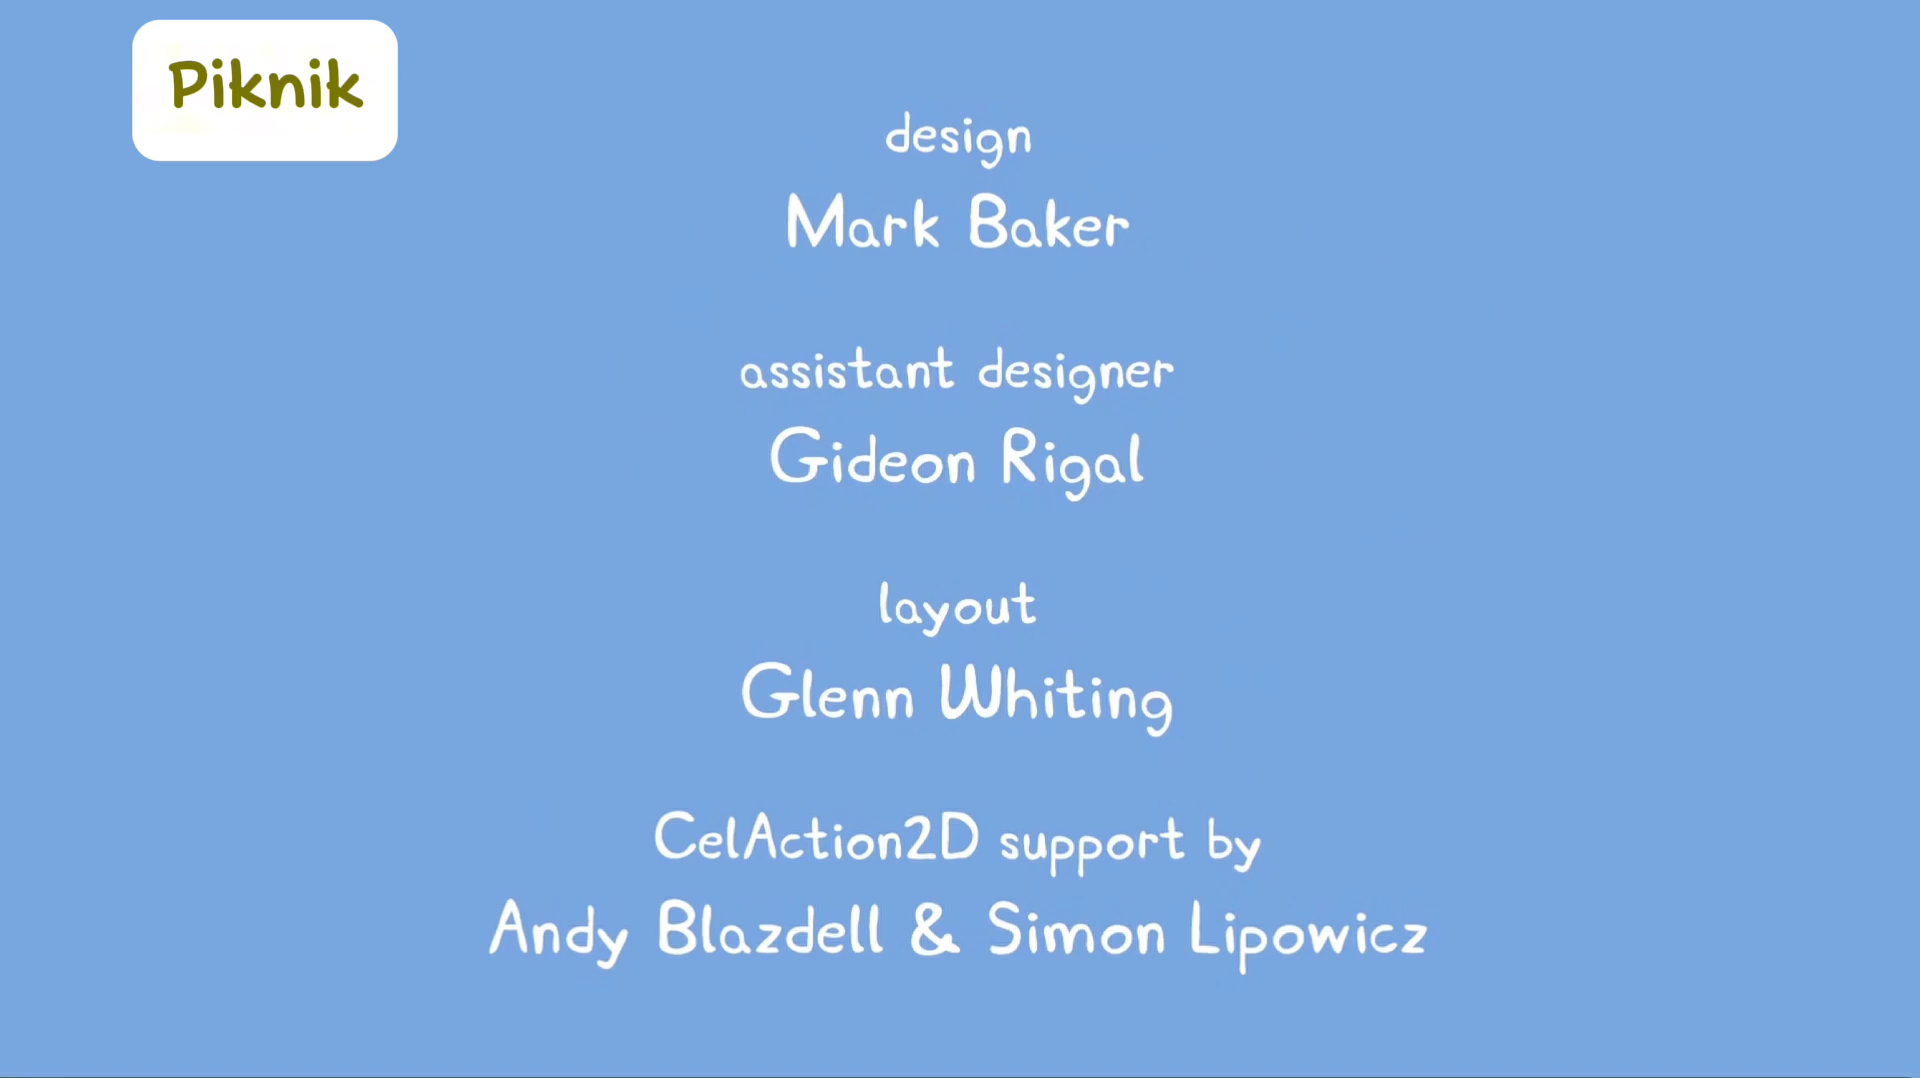 Piknik
design
Mark Baker
assistant designer
Gideon Rigal
layout
Glenn Whiting
CelAction2D support by
Andy Blazdell & Simon Lipowicz